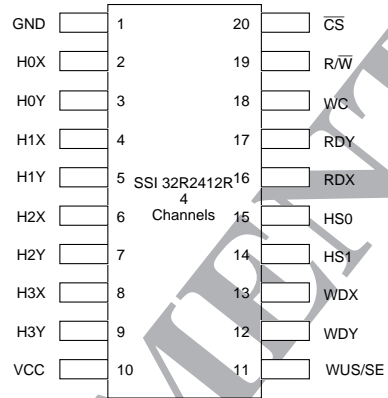 GND 1 20 CS
H0X 2 19 R/W
H0Y 3 18 WC
H1X 4 17 RDY
H1Y 5 SSI 32R2412R 16 RDX
4
Channels
H2X 6 15 HS0
H2Y 7 14 HS1
H3X 8 13 WDX
H3Y 9 12 WDY
VCC 10 11 WUS/SE